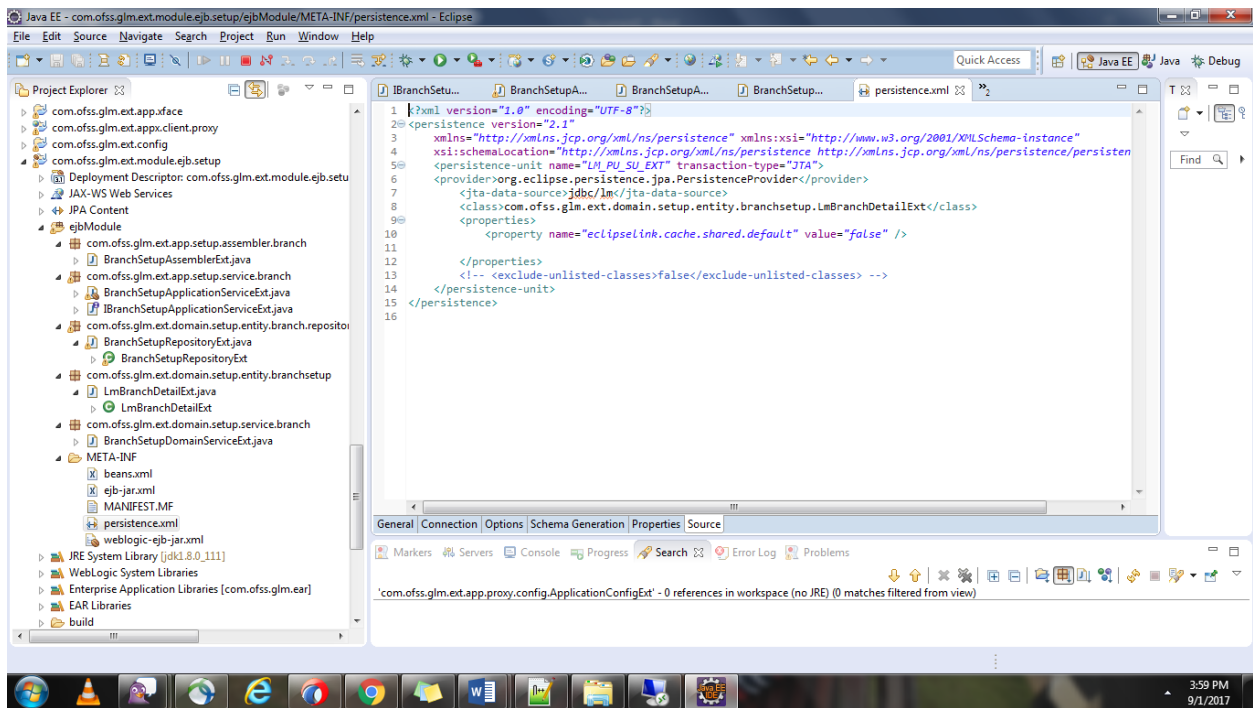 Java EE - com.ofss.glm.ext.module.ejb.setup/ejbModule/META-INF/persistence.xml - Eclipse
File Edit Source Navigate Search Project Run Window Help
Quick Access Java EE Java Debug
Project Explorer
com.ofss.glm.ext.app.xface
com.ofss.glm.ext.appx.client.proxy
com.ofss.glm.ext.config
com.ofss.glm.ext.module.ejb.setup
Deployment Descriptor: com.ofss.glm.ext.module.ejb.setu
JAX-WS Web Services
JPA Content
ejbModule
com.ofss.glm.ext.app.setup.assembler.branch
BranchSetupAssemblerExt.java
com.ofss.glm.ext.app.setup.service.branch
BranchSetupApplicationServiceExt.java
IBranchSetupApplicationServiceExt.java
com.ofss.glm.ext.domain.setup.entity.branch.reposito
BranchSetupRepositoryExt.java
BranchSetupRepositoryExt
com.ofss.glm.ext.domain.setup.entity.branchsetup
LmBranchDetailExt.java
LmBranchDetailExt
com.ofss.glm.ext.domain.setup.service.branch
BranchSetupDomainServiceExt.java
META-INF
beans.xml
ejb-jar.xml
MANIFEST.MF
persistence.xml
weblogic-ejb-jar.xml
JRE System Library [jdk1.8.0_111]
WebLogic System Libraries
Enterprise Application Libraries [com.ofss.glm.ear]
EAR Libraries
build
IBranchSetu... BranchSetupA... BranchSetupA... BranchSetup... persistence.xml »2
1 <?xml version="1.0" encoding="UTF-8"?>
2 <persistence version="2.1"
3 xmlns="http://xmlns.jcp.org/xml/ns/persistence" xmlns:xsi="http://www.w3.org/2001/XMLSchema-instance"
4 xsi:schemaLocation="http://xmlns.jcp.org/xml/ns/persistence http://xmlns.jcp.org/xml/ns/persistence/persisten
5 <persistence-unit name="LM_PU_SU_EXT" transaction-type="JTA">
6 <provider>org.eclipse.persistence.jpa.PersistenceProvider</provider>
7 <jta-data-source>jdbc/lm</jta-data-source>
8 <class>com.ofss.glm.ext.domain.setup.entity.branchsetup.LmBranchDetailExt</class>
9 <properties>
10 <property name="eclipselink.cache.shared.default" value="false" />
11
12 </properties>
13 <!-- <exclude-unlisted-classes>false</exclude-unlisted-classes> -->
14 </persistence-unit>
15 </persistence>
16
General Connection Options Schema Generation Properties Source
T
Find
Markers Servers Console Progress Search Error Log Problems
'com.ofss.glm.ext.app.proxy.config.ApplicationConfigExt' - 0 references in workspace (no JRE) (0 matches filtered from view)
3:59 PM
9/1/2017